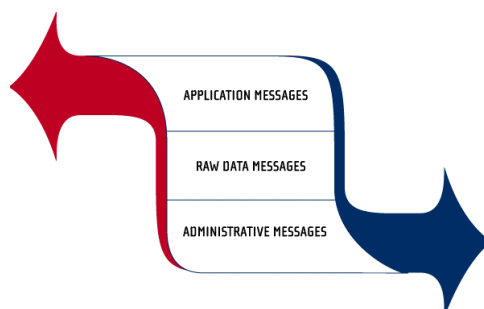 APPLICATION MESSAGES
RAW DATA MESSAGES
ADMINISTRATIVE MESSAGES